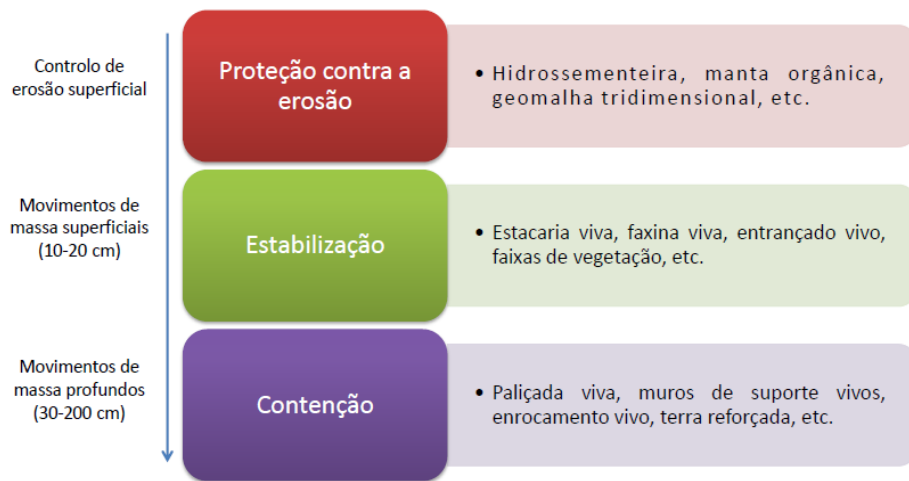 Controlo de
erosão superficial
Proteção contra a
erosão
• Hidrossementeira, manta orgânica,
geomalha tridimensional, etc.
Movimentos de
massa superficiais
(10-20 cm)
Estabilização
• Estacaria viva, faxina viva, entrançado vivo,
faixas de vegetação, etc.
Movimentos de
massa profundos
(30-200 cm)
Contenção
• Paliçada viva, muros de suporte vivos,
enrocamento vivo, terra reforçada, etc.